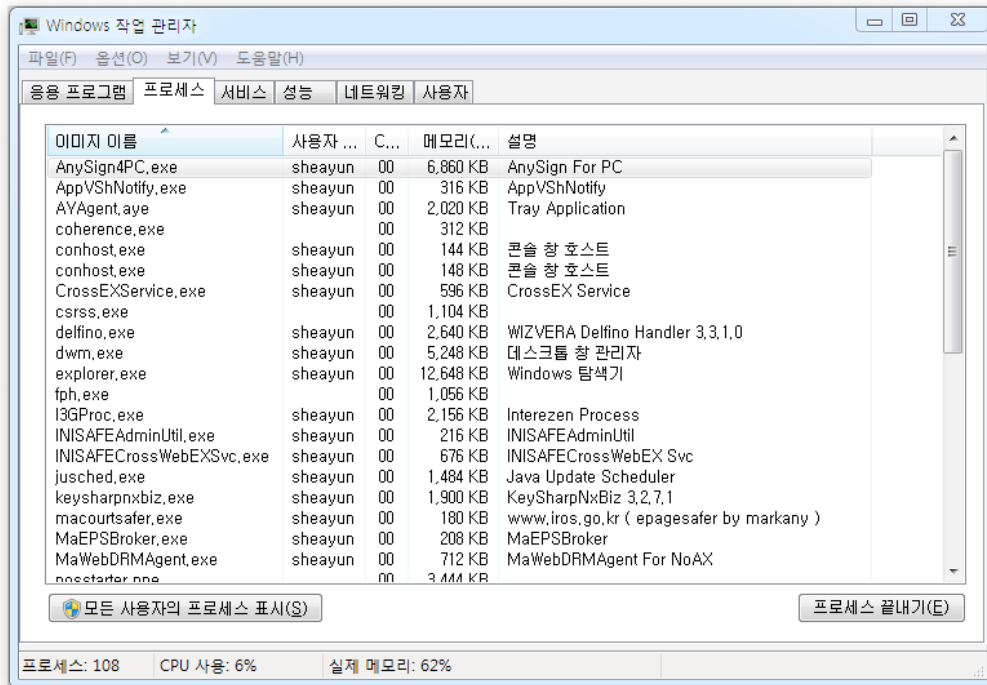 Windows 작업 관리자
파일(F) 옵션(O) 보기(V) 도움말(H)
응용 프로그램 프로세스 서비스 성능 네트워킹 사용자
이미지 이름 사용자 ... C... 메모리(... 설명
AnySign4PC.exe sheayun 00 6,860 KB AnySign For PC
AppVShNotify.exe sheayun 00 316 KB AppVShNotify
AYAgent.aye sheayun 00 2,020 KB Tray Application
coherence.exe 00 312 KB
conhost.exe sheayun 00 144 KB 콘솔 창 호스트
conhost.exe sheayun 00 148 KB 콘솔 창 호스트
CrossEXService.exe sheayun 00 596 KB CrossEX Service
csrss.exe 00 1,104 KB
delfino.exe sheayun 00 2,640 KB WIZVERA Delfino Handler 3.3.1.0
dwm.exe sheayun 00 5,248 KB 데스크톱 창 관리자
explorer.exe sheayun 00 12,648 KB Windows 탐색기
fph.exe 00 1,056 KB
I3GProc.exe sheayun 00 2,156 KB Interezen Process
INISAFEAdminUtil.exe sheayun 00 216 KB INISAFEAdminUtil
INISAFECrossWebEXSvc.exe sheayun 00 676 KB INISAFECrossWebEX Svc
jusched.exe sheayun 00 1,484 KB Java Update Scheduler
keysharpnxbiz.exe sheayun 00 1,900 KB KeySharpNxBiz 3.2.7.1
macourtsafer.exe sheayun 00 180 KB www.iros.go.kr ( epagesafer by markany )
MaEPSBroker.exe sheayun 00 208 KB MaEPSBroker
MaWebDRMAgent.exe sheayun 00 712 KB MaWebDRMAgent For NoAX
nosstarter.npe 00 3,444 KB
모든 사용자의 프로세스 표시(S) 프로세스 끝내기(E)
프로세스: 108 CPU 사용: 6% 실제 메모리: 62%